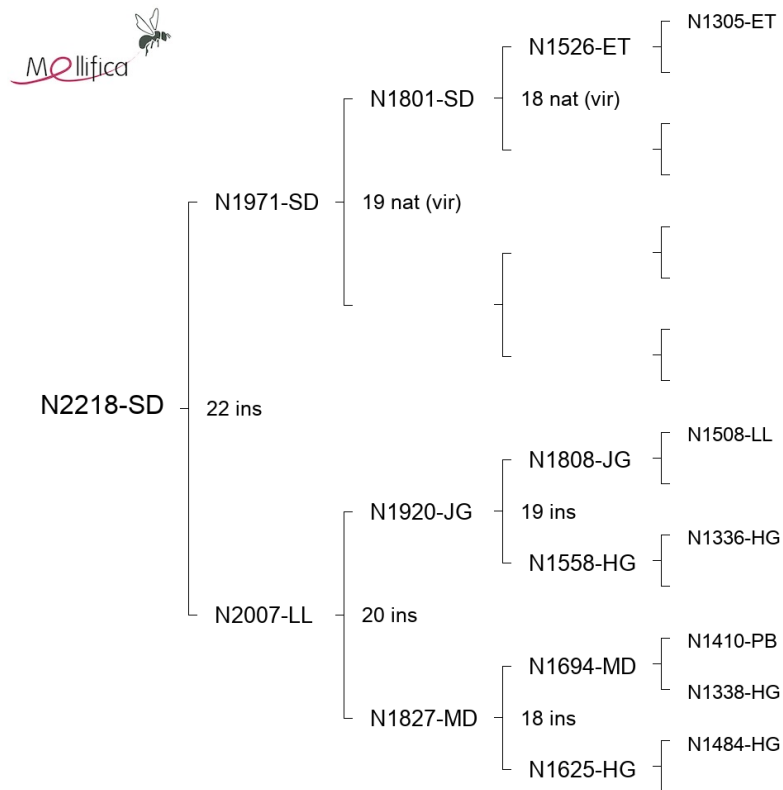 Mellifica
N1305-ET
N1526-ET
N1801-SD
18 nat (vir)
N1971-SD
19 nat (vir)
N2218-SD
22 ins
N1508-LL
N1808-JG
N1920-JG
19 ins
N1336-HG
N1558-HG
N2007-LL
20 ins
N1410-PB
N1694-MD
N1338-HG
N1827-MD
18 ins
N1484-HG
N1625-HG